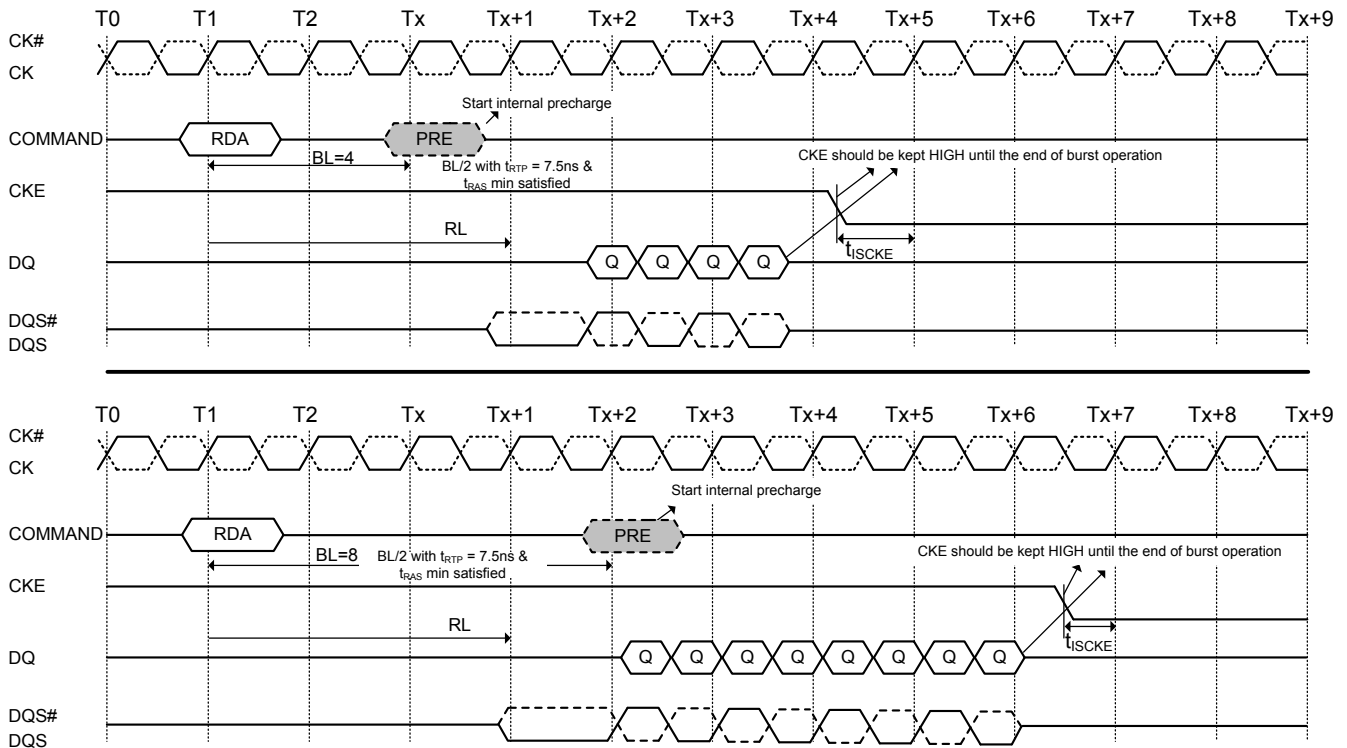 T0 T1 T2 Tx Tx+1 Tx+2 Tx+3 Tx+4 Tx+5 Tx+6 Tx+7 Tx+8 Tx+9
CK#
CK
Start internal precharge
COMMAND RDA PRE
BL=4
BL/2 with tRTP = 7.5ns &
tRAS min satisfied
CKE should be kept HIGH until the end of burst operation
CKE
RL
tISCKE
DQ Q Q Q Q
DQS#
DQS
T0 T1 T2 Tx Tx+1 Tx+2 Tx+3 Tx+4 Tx+5 Tx+6 Tx+7 Tx+9
CK#
CK
Start internal precharge
COMMAND RDA PRE
BL=8
BL/2 with tRTP = 7.5ns &
tRAS min satisfied
CKE should be kept HIGH until the end of burst operation
CKE
RL
tISCKE
DQ Q Q Q Q Q Q Q Q
DQS#
DQS